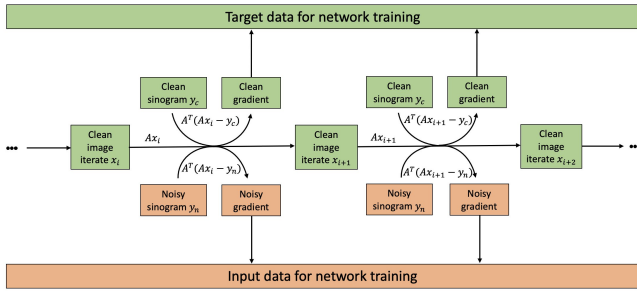 Target data for network training
Clean
sinogram y_c
Clean
gradient
Clean
sinogram y_c
Clean
gradient
A^T(Ax_i − y_c)
A^T(Ax_{i+1} − y_c)
•••
Clean
image
iterate x_i
Ax_i
Clean
image
iterate x_{i+1}
Ax_{i+1}
Clean
image
iterate x_{i+2}
•••
A^T(Ax_i − y_n)
A^T(Ax_{i+1} − y_n)
Noisy
sinogram y_n
Noisy
gradient
Noisy
sinogram y_n
Noisy
gradient
Input data for network training